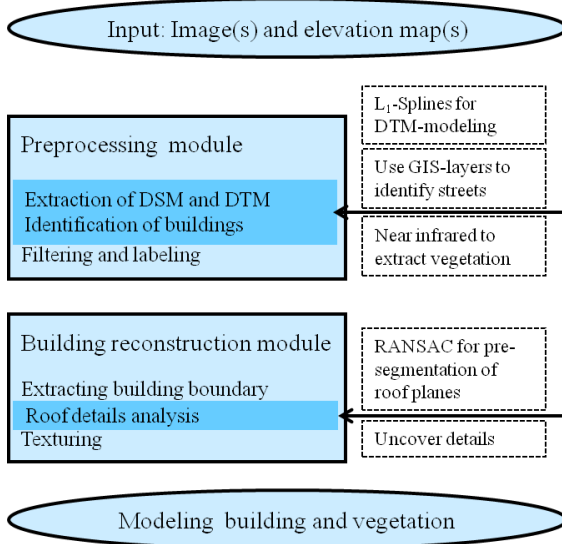 Input: Image(s) and elevation map(s)
L1-Splines for
DTM-modeling
Preprocessing module
Use GIS-layers to
identify streets
Extraction of DSM and DTM
Identification of buildings
Near infrared to
extract vegetation
Filtering and labeling
Building reconstruction module
RANSAC for pre-
segmentation of
roof planes
Extracting building boundary
Roof details analysis
Texturing
Uncover details
Modeling building and vegetation